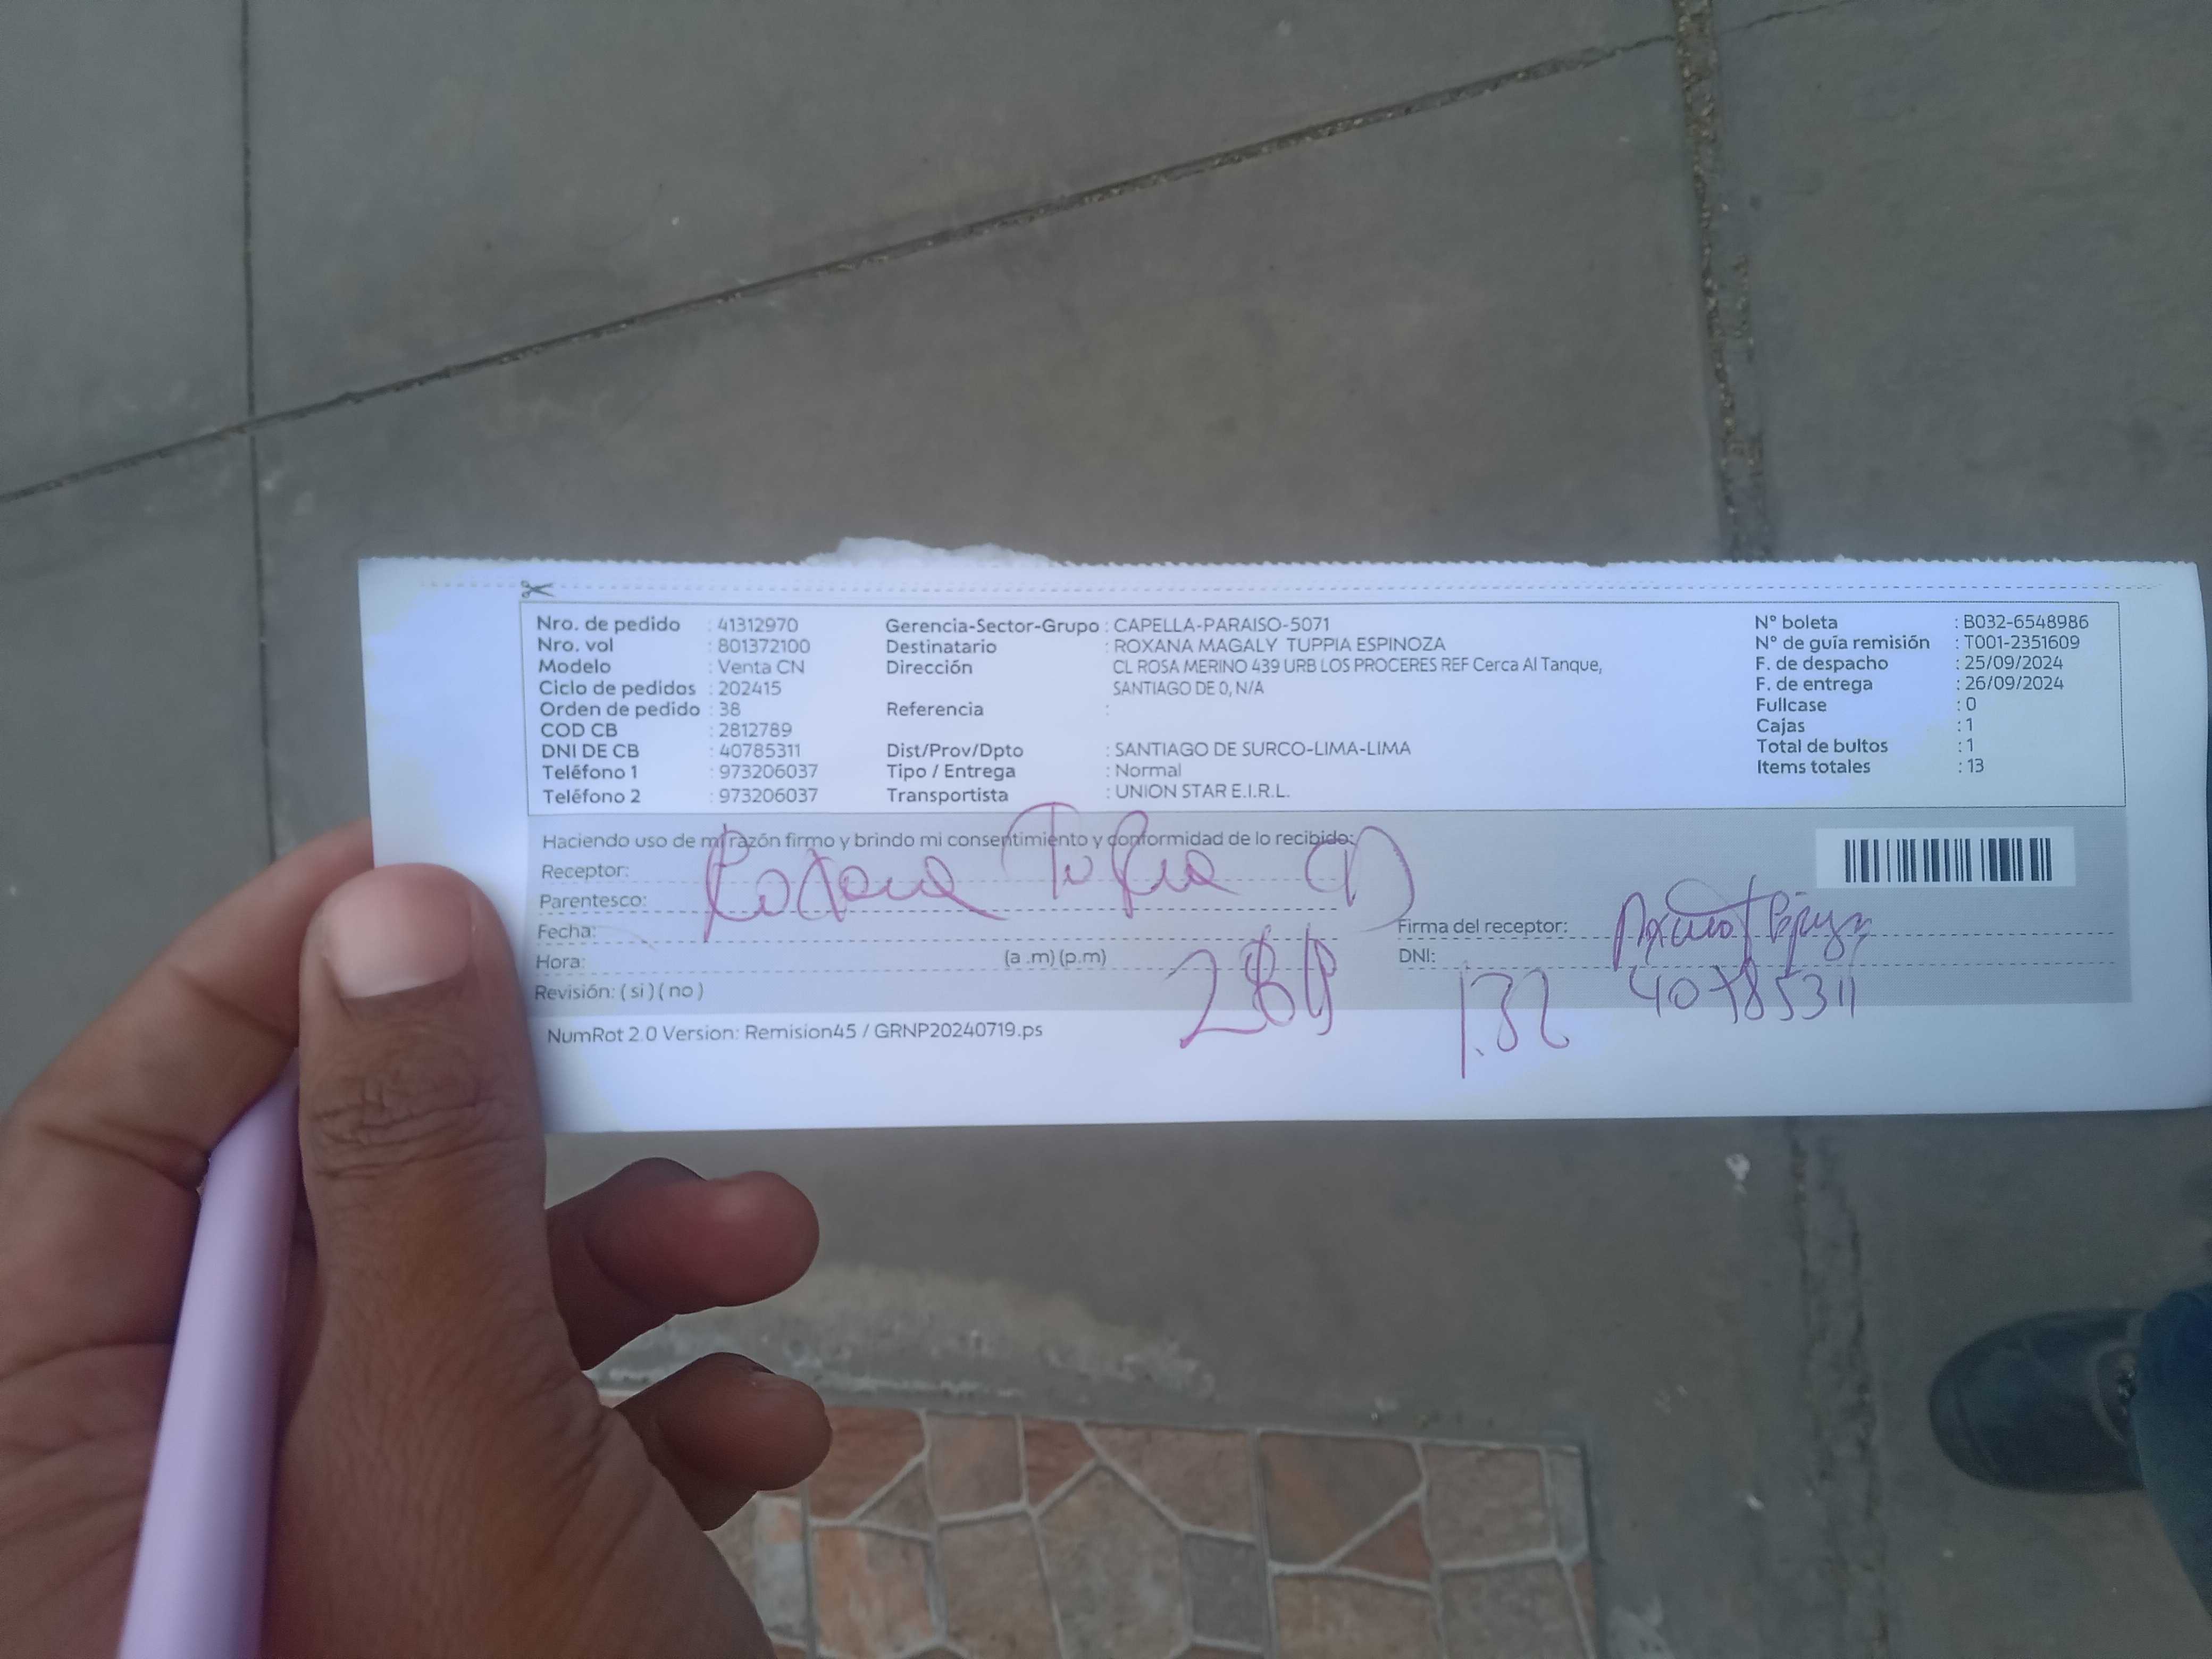 Nro. de pedido : 41312970 Gerencia-Sector-Grupo : CAPELLA-PARAISO-5071 N° boleta : B032-6548986
Nro. vol : 801372100 Destinatario : ROXANA MAGALY TUPPIA ESPINOZA N° de guía remisión : T001-2351609
Modelo : Venta CN Dirección CL ROSA MERINO 439 URB LOS PROCERES REF Cerca Al Tanque, F. de despacho : 25/09/2024
Ciclo de pedidos : 202415 SANTIAGO DE 0, N/A F. de entrega : 26/09/2024
Orden de pedido : 38 Referencia : Fullcase : 0
COD CB : 2812789 Cajas : 1
DNI DE CB : 40785311 Dist/Prov/Dpto : SANTIAGO DE SURCO-LIMA-LIMA Total de bultos : 1
Teléfono 1 : 973206037 Tipo / Entrega : Normal Items totales : 13
Teléfono 2 : 973206037 Transportista : UNION STAR E.I.R.L.
Haciendo uso de mi razón firmo y brindo mi consentimiento y conformidad de lo recibido:
Receptor: Roxana
Parentesco:
Fecha: Firma del receptor:
Hora: (a .m) (p.m) DNI: 40785311
Revisión: ( si ) ( no ) 1.32
NumRot 2.0 Version: Remision45 / GRNP20240719.ps